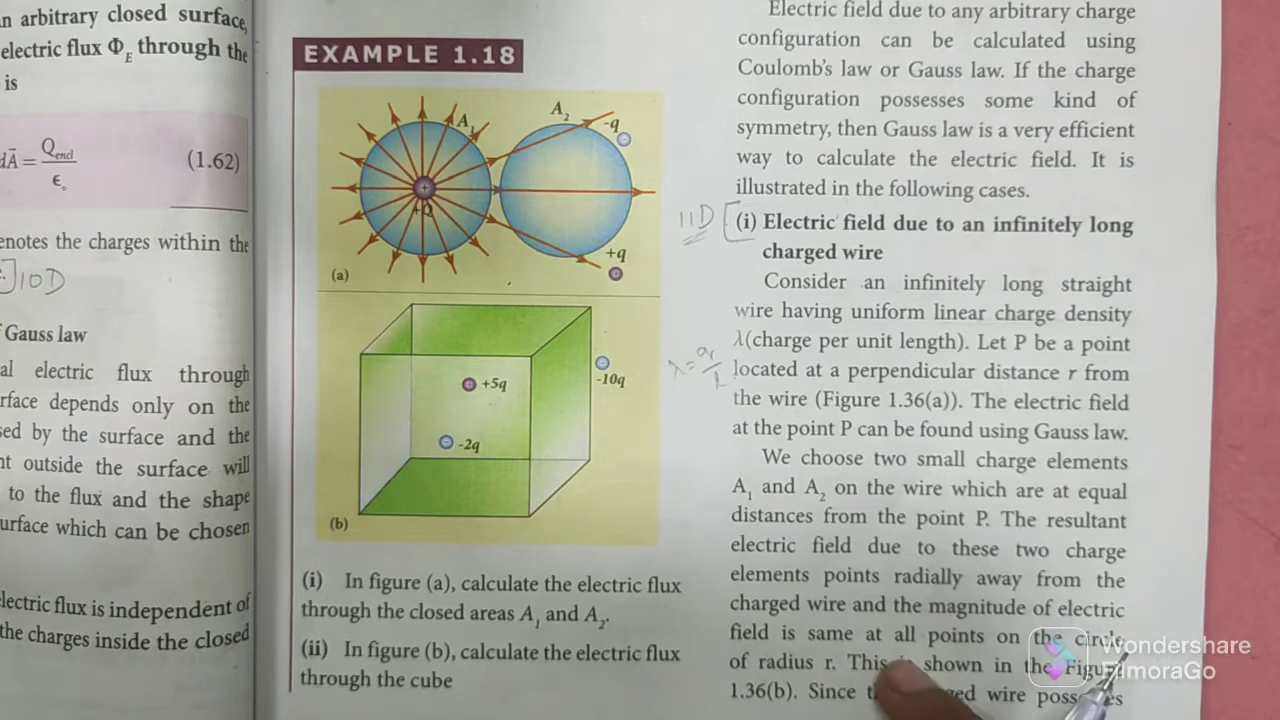 n arbitrary closed surface,
electric flux Φ_E through the
is
dA⃗ = Q_encl / ϵ₀ (1.62)
enotes the charges within the
10D
Gauss law
al electric flux through
rface depends only on the
sed by the surface and the
nt outside the surface will
to the flux and the shape
urface which can be chosen
lectric flux is independent of
the charges inside the closed
EXAMPLE 1.18
A₁
A₂
-q
+Q
+q
(a)
+5q
-10q
-2q
(b)
(i) In figure (a), calculate the electric flux
through the closed areas A₁ and A₂.
(ii) In figure (b), calculate the electric flux
through the cube
Electric field due to any arbitrary charge
configuration can be calculated using
Coulomb's law or Gauss law. If the charge
configuration possesses some kind of
symmetry, then Gauss law is a very efficient
way to calculate the electric field. It is
illustrated in the following cases.
11D
(i) Electric field due to an infinitely long
charged wire
Consider an infinitely long straight
wire having uniform linear charge density
λ(charge per unit length). Let P be a point
located at a perpendicular distance r from
the wire (Figure 1.36(a)). The electric field
at the point P can be found using Gauss law.
We choose two small charge elements
A₁ and A₂ on the wire which are at equal
distances from the point P. The resultant
electric field due to these two charge
elements points radially away from the
charged wire and the magnitude of electric
field is same at all points on the circle
of radius r. This shown in the Figure
1.36(b). Since wire
Wondershare
FilmoraGo